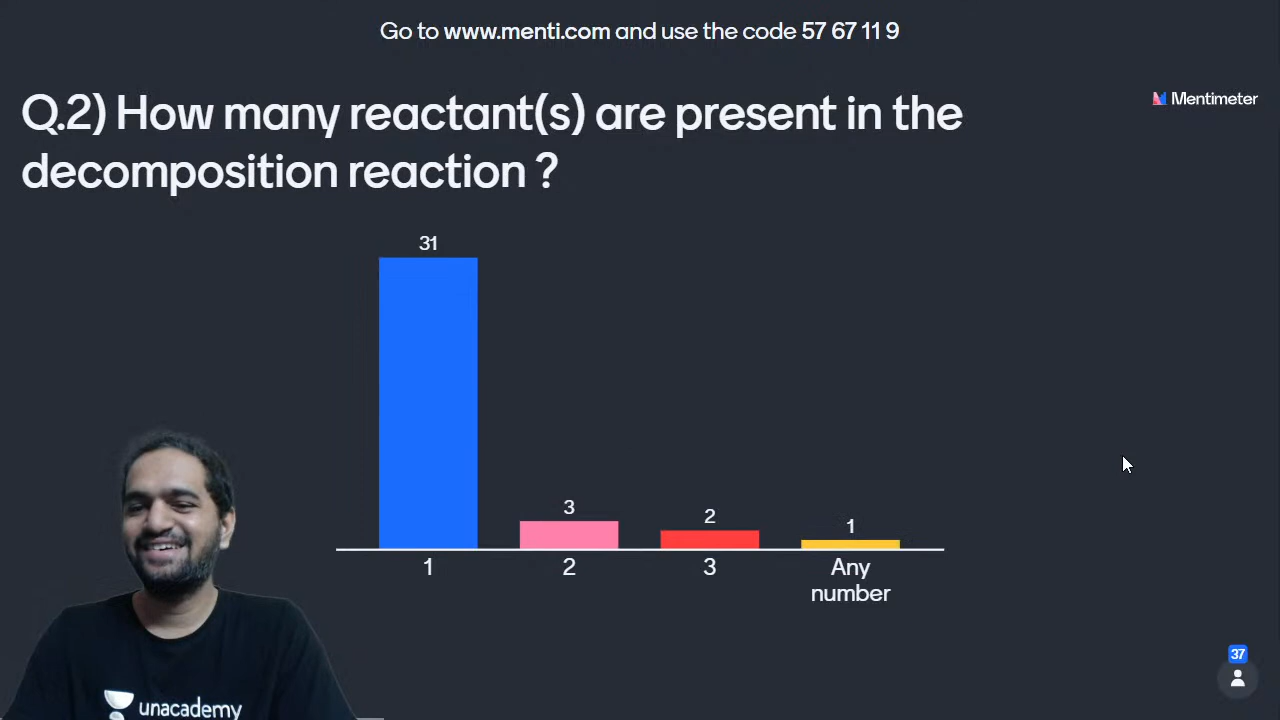 Go to www.menti.com and use the code 57 67 11 9
Mentimeter
Q.2) How many reactant(s) are present in the
decomposition reaction ?
31
3
2
1
1
2
3
Any
number
37
unacademy